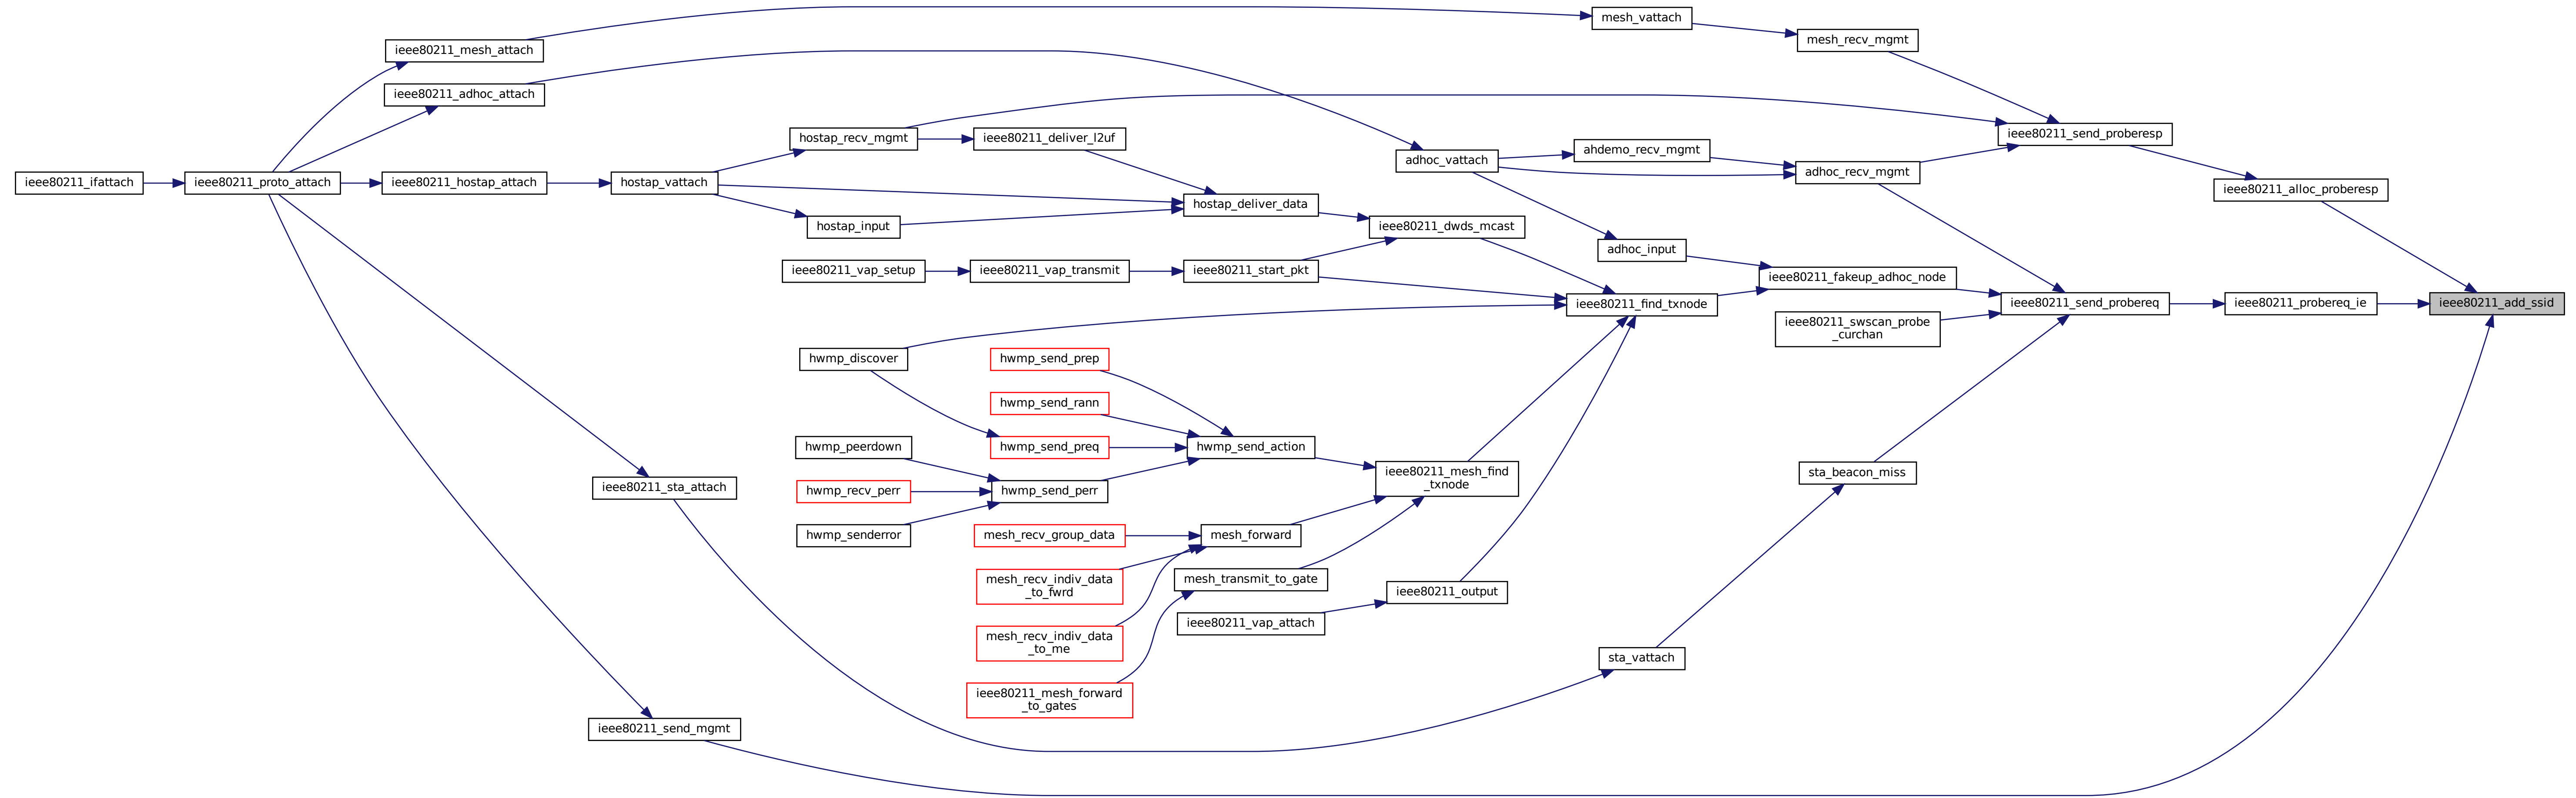 mesh_vattach
mesh_recv_mgmt
ieee80211_mesh_attach
ieee80211_adhoc_attach
ieee80211_send_proberesp
hostap_recv_mgmt
ieee80211_deliver_l2uf
ahdemo_recv_mgmt
adhoc_vattach
adhoc_recv_mgmt
ieee80211_ifattach
ieee80211_proto_attach
ieee80211_hostap_attach
hostap_vattach
ieee80211_alloc_proberesp
hostap_deliver_data
hostap_input
ieee80211_dwds_mcast
adhoc_input
ieee80211_vap_setup
ieee80211_vap_transmit
ieee80211_start_pkt
ieee80211_fakeup_adhoc_node
ieee80211_find_txnode
ieee80211_send_probereq
ieee80211_probereq_ie
ieee80211_add_ssid
ieee80211_swscan_probe
_curchan
hwmp_discover
hwmp_send_prep
hwmp_send_rann
hwmp_peerdown
hwmp_send_preq
hwmp_send_action
ieee80211_mesh_find
_txnode
sta_beacon_miss
ieee80211_sta_attach
hwmp_recv_perr
hwmp_send_perr
hwmp_senderror
mesh_recv_group_data
mesh_forward
mesh_recv_indiv_data
_to_fwrd
mesh_transmit_to_gate
ieee80211_output
mesh_recv_indiv_data
_to_me
ieee80211_vap_attach
sta_vattach
ieee80211_mesh_forward
_to_gates
ieee80211_send_mgmt